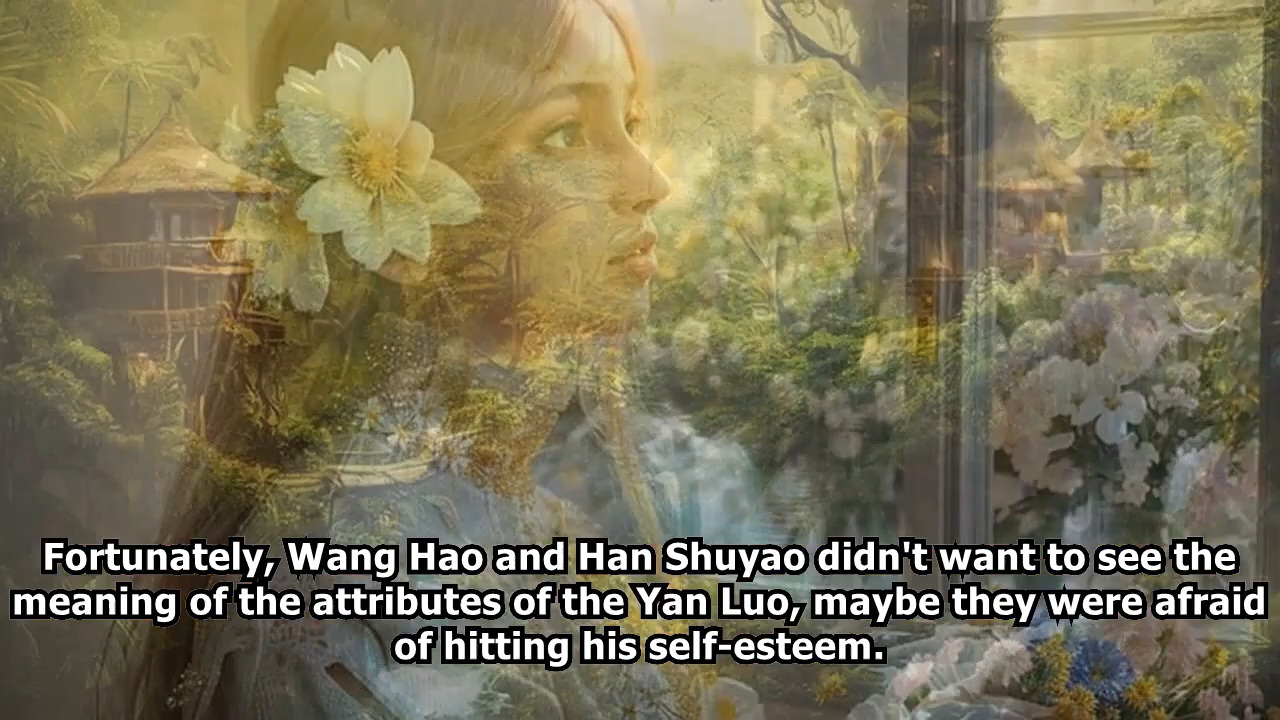 Fortunately, Wang Hao and Han Shuyao didn't want to see the
meaning of the attributes of the Yan Luo, maybe they were afraid
of hitting his self-esteem.